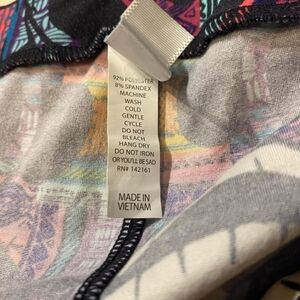 92% POLYESTER
8% SPANDEX
MACHINE
WASH
COLD
GENTLE
CYCLE
DO NOT
BLEACH
HANG DRY
DO NOT IRON
OR YOU'LL BE SAD
RN# 142161
MADE IN
VIETNAM